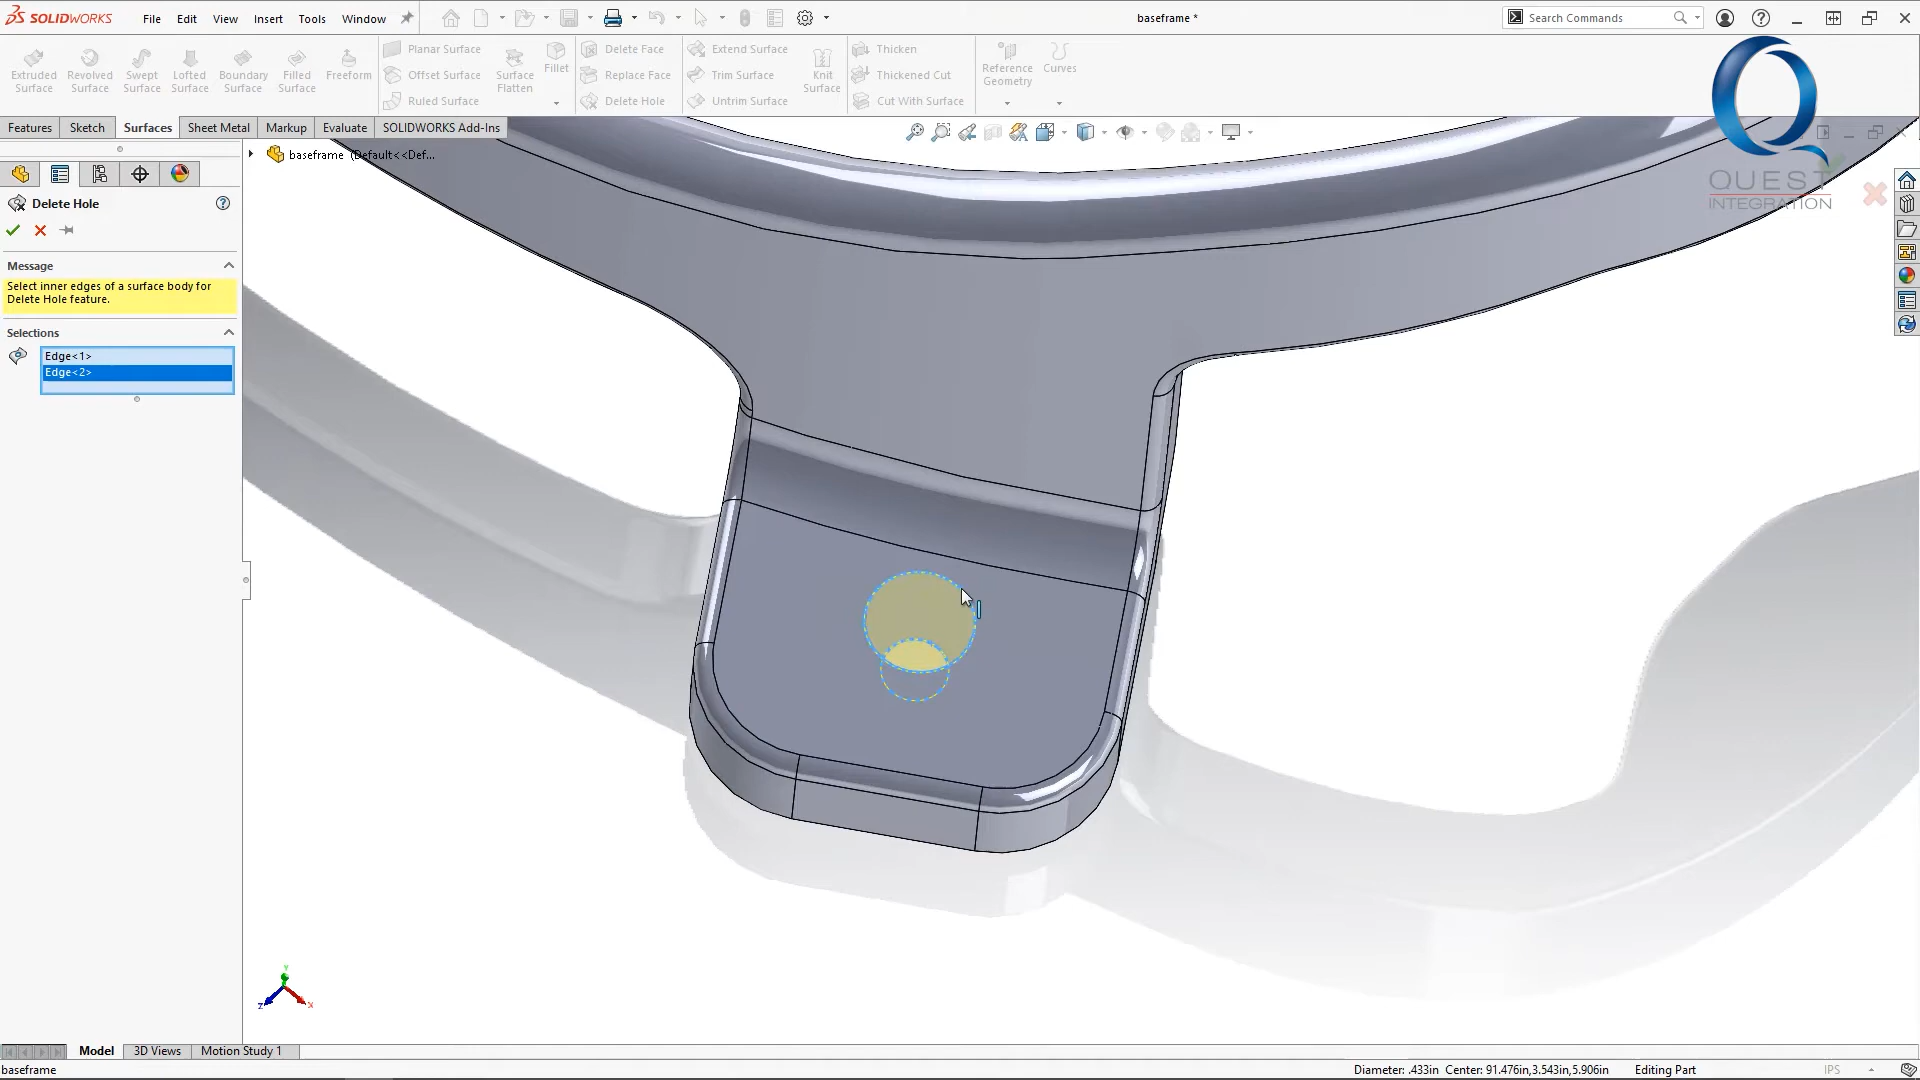 SOLIDWORKS
File Edit View Insert Tools Window
baseframe *
Search Commands
Extruded Surface
Revolved Surface
Swept Surface
Lofted Surface
Boundary Surface
Filled Surface
Freeform
Planar Surface
Offset Surface
Ruled Surface
Surface Flatten
Fillet
Delete Face
Replace Face
Delete Hole
Extend Surface
Trim Surface
Untrim Surface
Knit Surface
Thicken
Thickened Cut
Cut With Surface
Reference Geometry
Curves
Features Sketch Surfaces Sheet Metal Markup Evaluate SOLIDWORKS Add-Ins
baseframe (Default<<Def...
QUEST
INTEGRATION
Delete Hole
Message
Select inner edges of a surface body for
Delete Hole feature.
Selections
Edge<1>
Edge<2>
Y
Z
X
Model 3D Views Motion Study 1
baseframe
Diameter: .433in Center: 91.476in,3.543in,5.906in
Editing Part
IPS